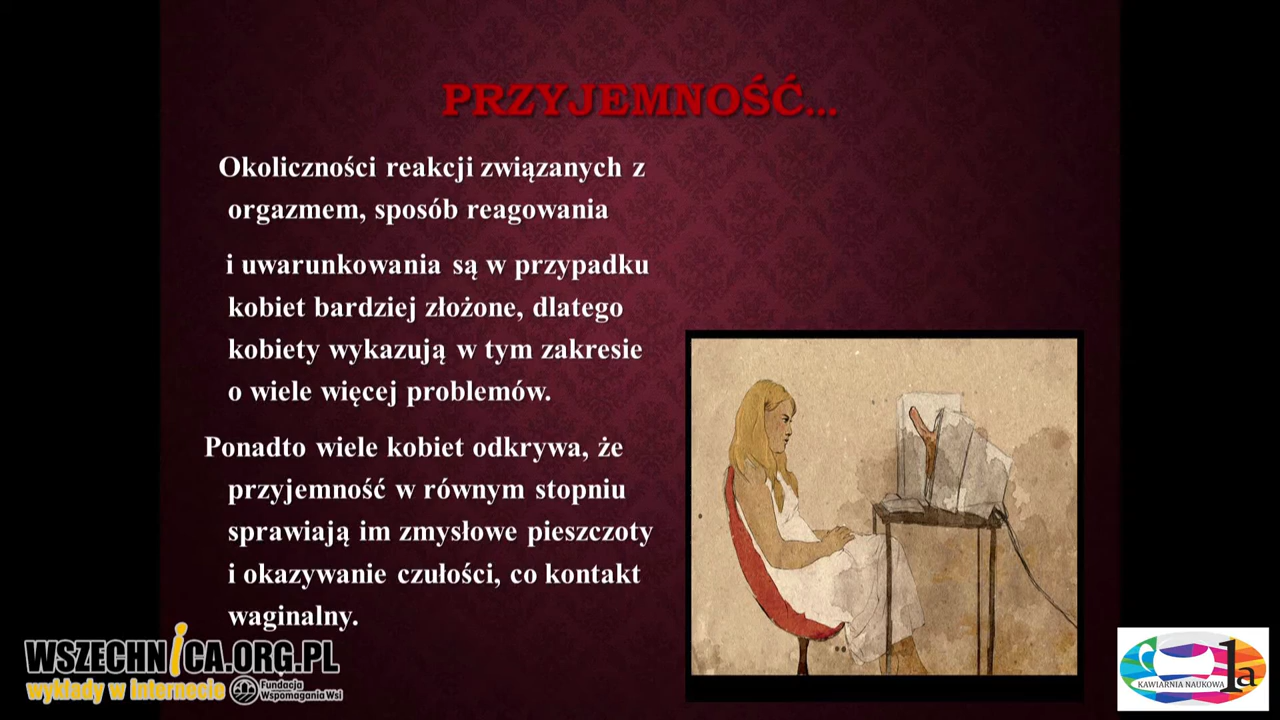 PRZYJEMNOŚĆ...
Okoliczności reakcji związanych z
orgazmem, sposób reagowania
i uwarunkowania są w przypadku
kobiet bardziej złożone, dlatego
kobiety wykazują w tym zakresie
o wiele więcej problemów.
Ponadto wiele kobiet odkrywa, że
przyjemność w równym stopniu
sprawiają im zmysłowe pieszczoty
i okazywanie czułości, co kontakt
waginalny.
WSZECHNiCA.ORG.PL
wykłady w internecie
Fundacja
Wspomagania Wsi
KAWIARNIA NAUKOWA 1a